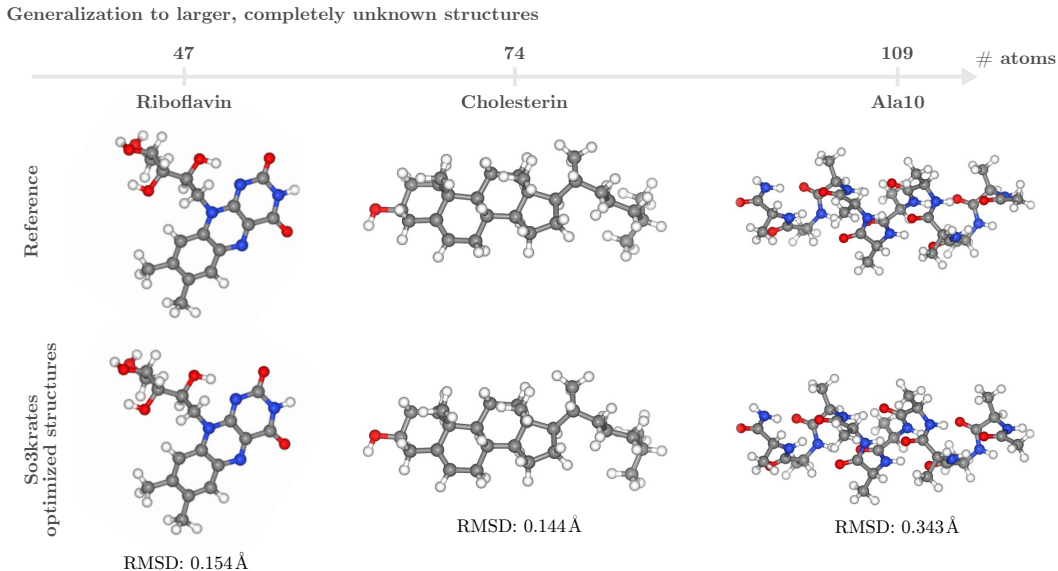 Generalization to larger, completely unknown structures
47
74
109
# atoms
Riboflavin
Cholesterin
Ala10
Reference
So3krates
optimized structures
RMSD: 0.154 Å
RMSD: 0.144 Å
RMSD: 0.343 Å